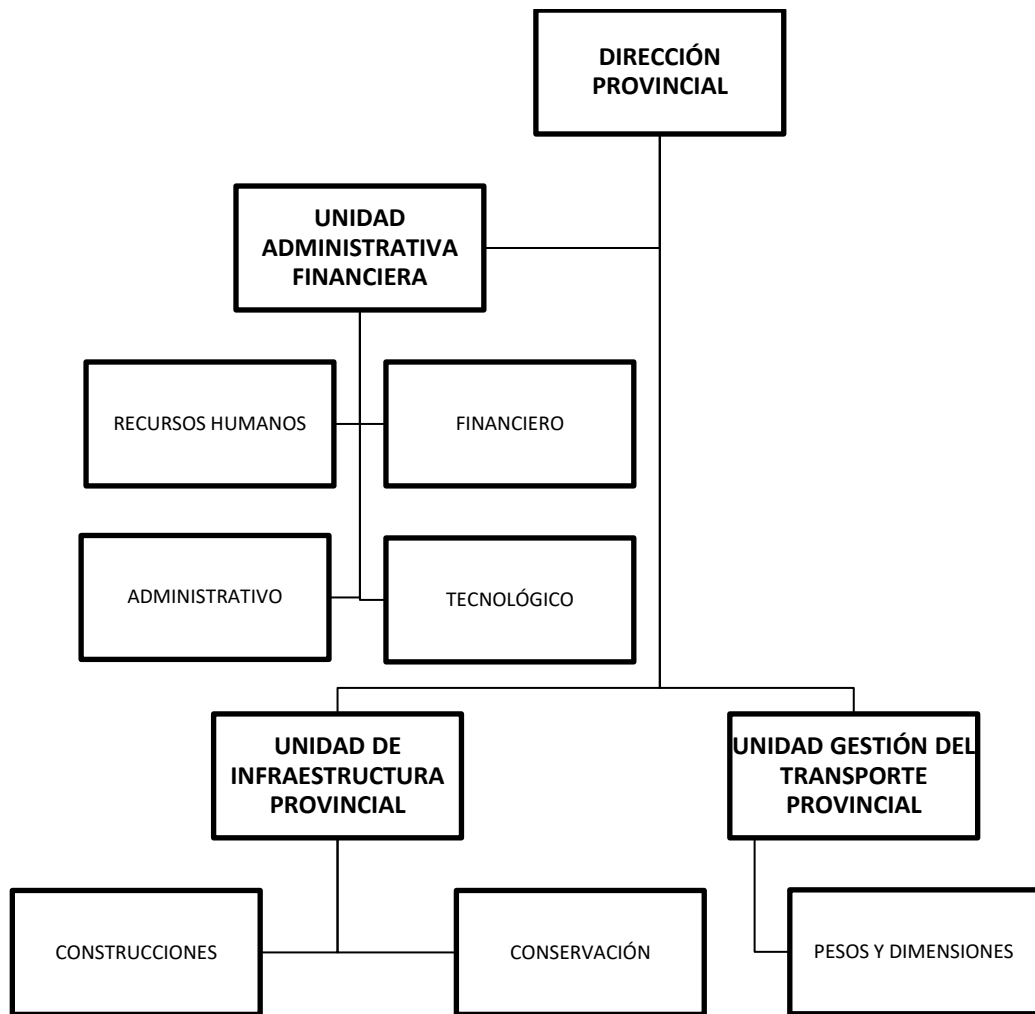 DIRECCIÓN
PROVINCIAL
UNIDAD
ADMINISTRATIVA
FINANCIERA
RECURSOS HUMANOS
FINANCIERO
ADMINISTRATIVO
TECNOLÓGICO
UNIDAD DE
INFRAESTRUCTURA
PROVINCIAL
UNIDAD GESTIÓN DEL
TRANSPORTE
PROVINCIAL
CONSTRUCCIONES
CONSERVACIÓN
PESOS Y DIMENSIONES